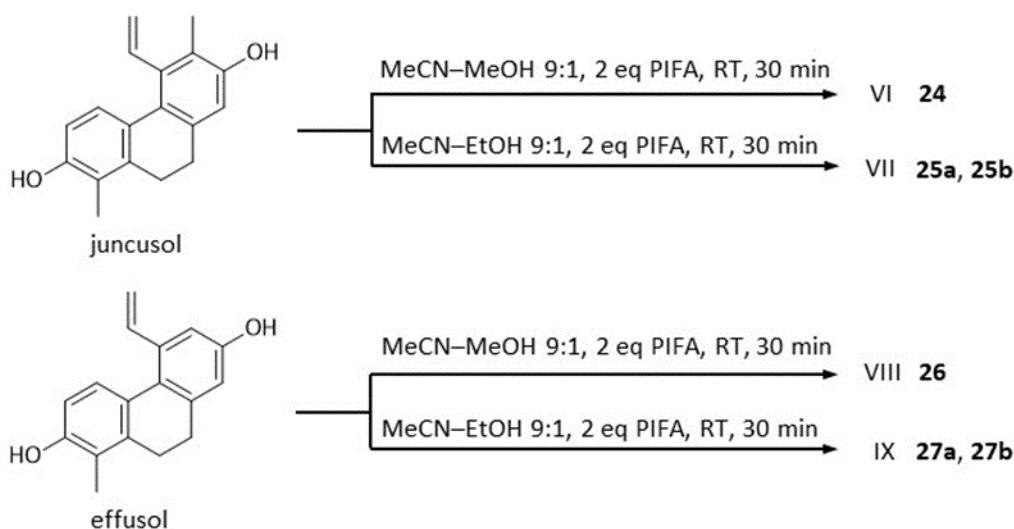 OH
HO
juncusol
MeCN–MeOH 9:1, 2 eq PIFA, RT, 30 min
VI 24
MeCN–EtOH 9:1, 2 eq PIFA, RT, 30 min
VII 25a, 25b
OH
HO
effusol
MeCN–MeOH 9:1, 2 eq PIFA, RT, 30 min
VIII 26
MeCN–EtOH 9:1, 2 eq PIFA, RT, 30 min
IX 27a, 27b